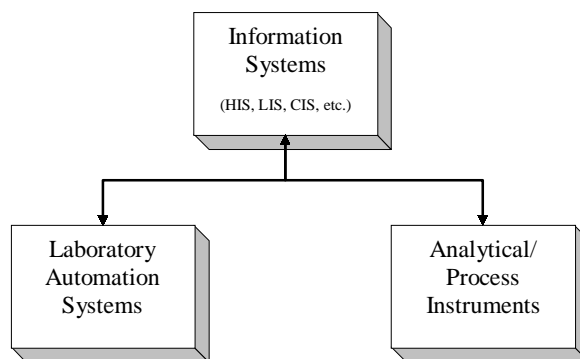 Information
Systems
(HIS, LIS, CIS, etc.)
Laboratory
Automation
Systems
Analytical/
Process
Instruments